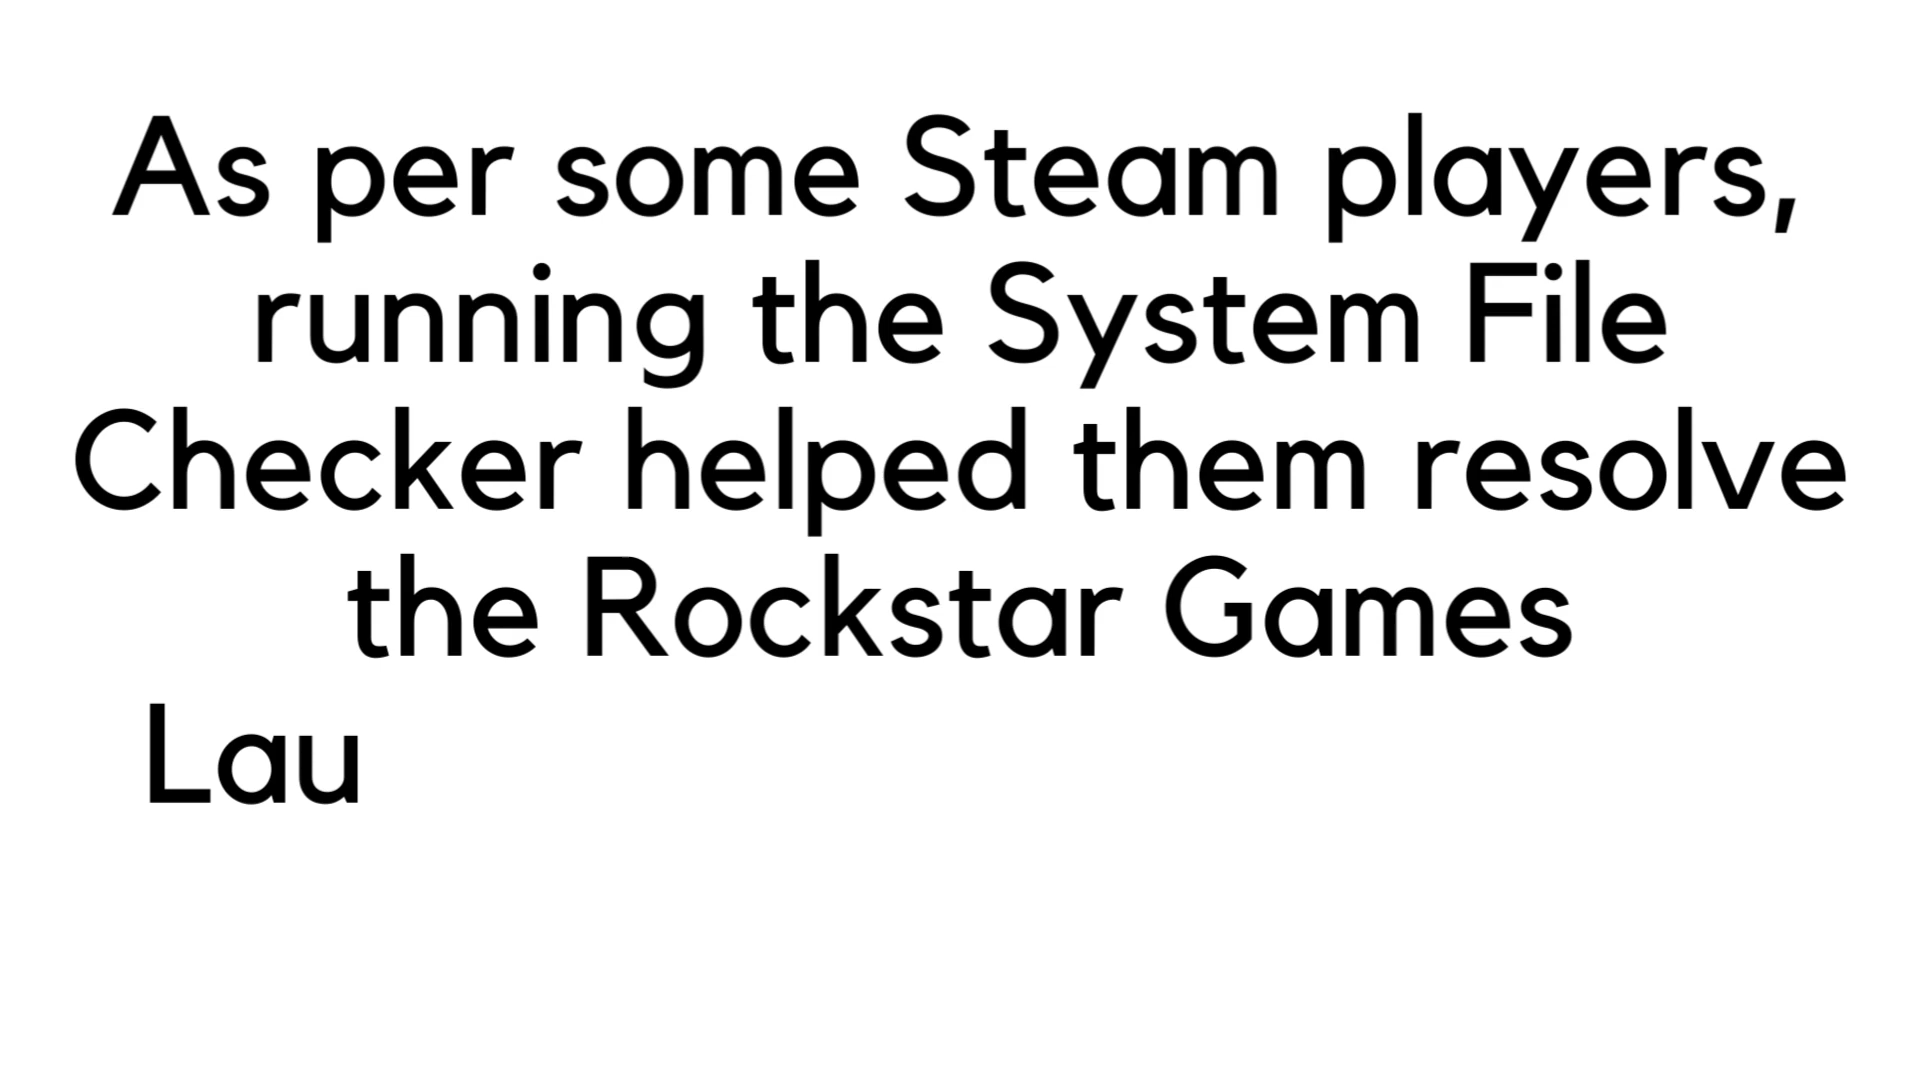 As per some Steam players,
running the System File
Checker helped them resolve
the Rockstar Games
Lau